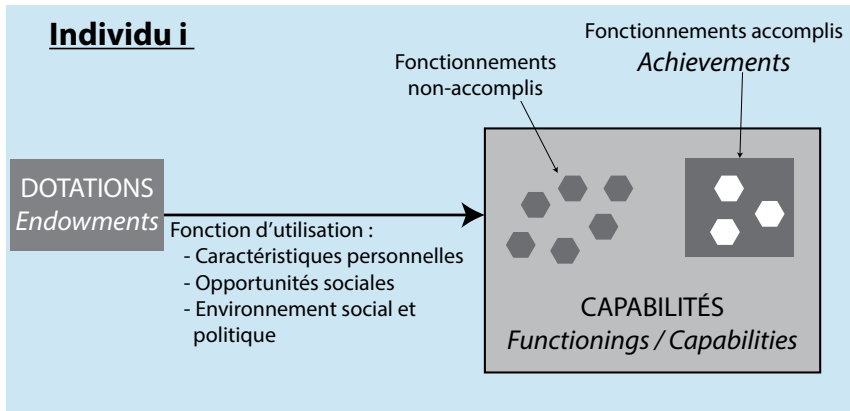 Individu i
Fonctionnements accomplis
Achievements
Fonctionnements
non-accomplis
DOTATIONS
Endowments
Fonction d'utilisation :
- Caractéristiques personnelles
- Opportunités sociales
- Environnement social et
politique
CAPABILITÉS
Functionings / Capabilities